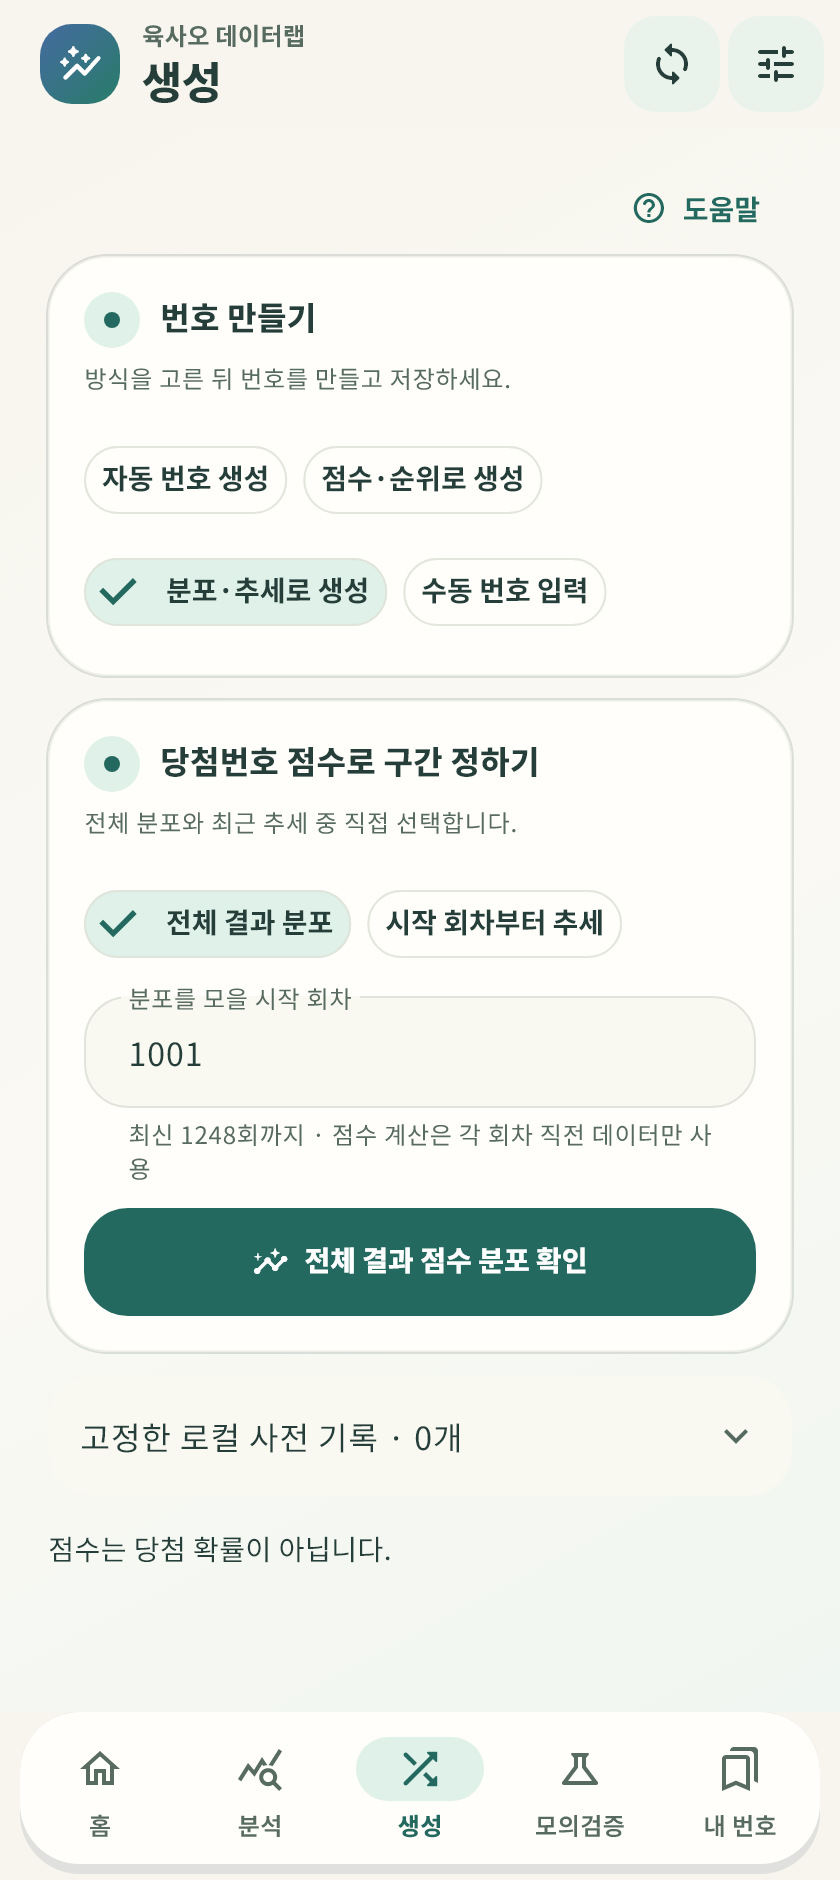 육사오 데이터랩
생성
도움말
번호 만들기
방식을 고른 뒤 번호를 만들고 저장하세요.
자동 번호 생성
점수·순위로 생성
분포·추세로 생성
수동 번호 입력
당첨번호 점수로 구간 정하기
전체 분포와 최근 추세 중 직접 선택합니다.
전체 결과 분포
시작 회차부터 추세
분포를 모을 시작 회차
1001
최신 1248회까지 · 점수 계산은 각 회차 직전 데이터만 사
용
전체 결과 점수 분포 확인
고정한 로컬 사전 기록 · 0개
점수는 당첨 확률이 아닙니다.
홈
분석
생성
모의검증
내 번호